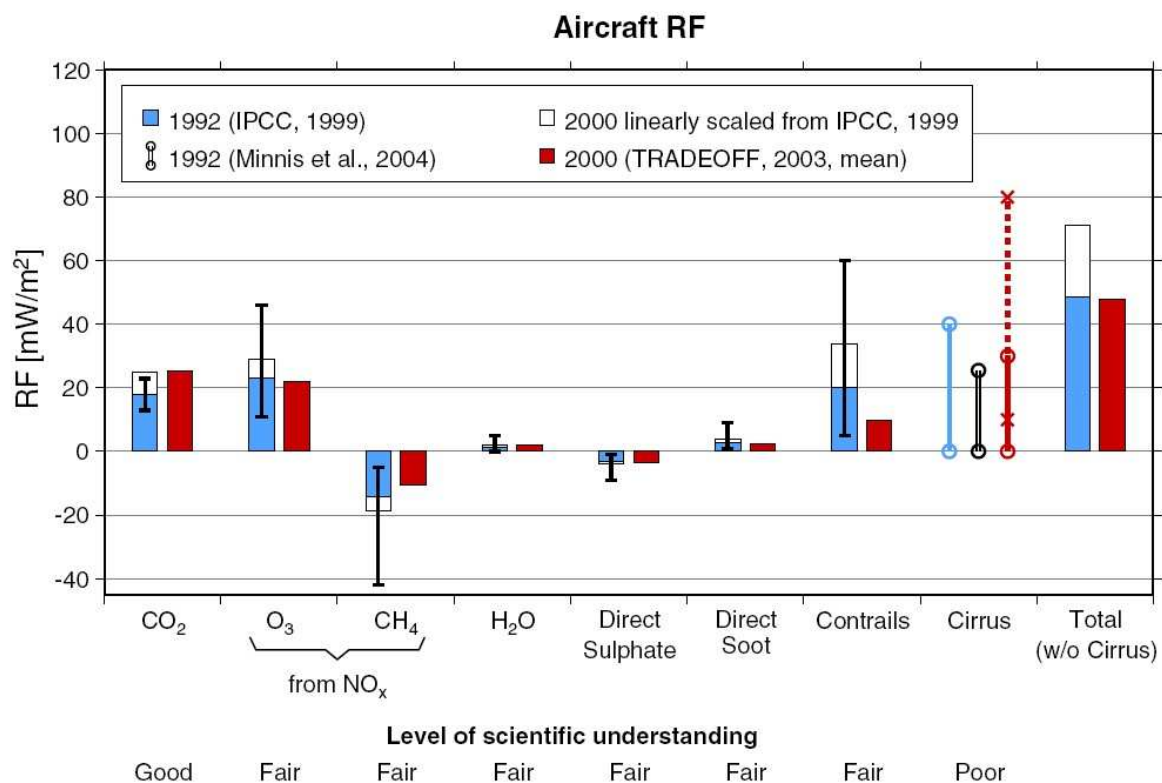 Aircraft RF
120
100
80
60
40
20
0
-20
-40
RF [mW/m²]
1992 (IPCC, 1999)
2000 linearly scaled from IPCC, 1999
1992 (Minnis et al., 2004)
2000 (TRADEOFF, 2003, mean)
CO₂ O₃ CH₄ H₂O Direct Direct Contrails Cirrus Total
Sulphate Soot (w/o Cirrus)
from NOₓ
Level of scientific understanding
Good Fair Fair Fair Fair Fair Fair Poor